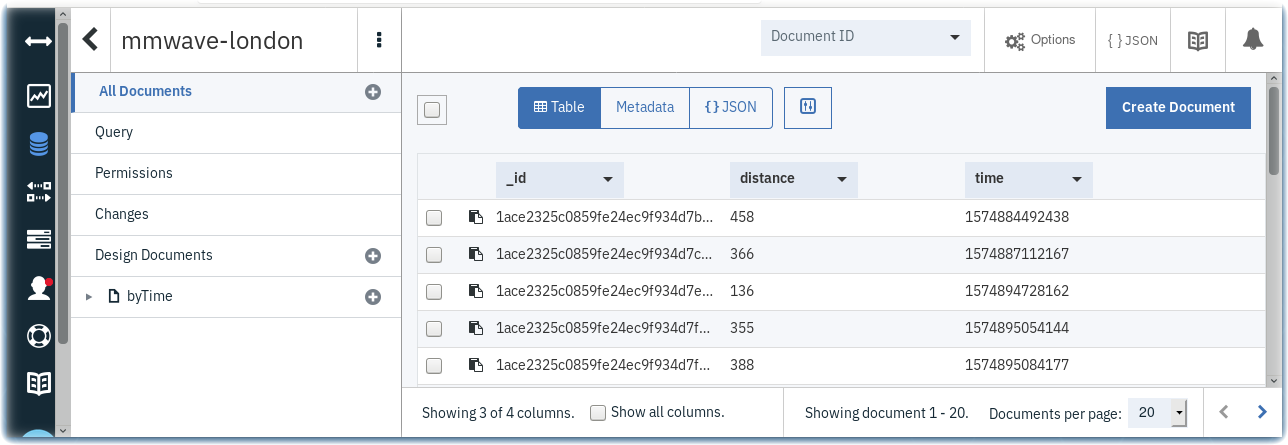 mmwave-london
Document ID
Options
{ } JSON
All Documents
Query
Permissions
Changes
Design Documents
byTime
Table
Metadata
{} JSON
Create Document
_id distance time
1ace2325c0859fe24ec9f934d7b... 458 1574884492438
1ace2325c0859fe24ec9f934d7c... 366 1574887112167
1ace2325c0859fe24ec9f934d7e... 136 1574894728162
1ace2325c0859fe24ec9f934d7f... 355 1574895054144
1ace2325c0859fe24ec9f934d7f... 388 1574895084177
Showing 3 of 4 columns. Show all columns. Showing document 1 - 20. Documents per page: 20